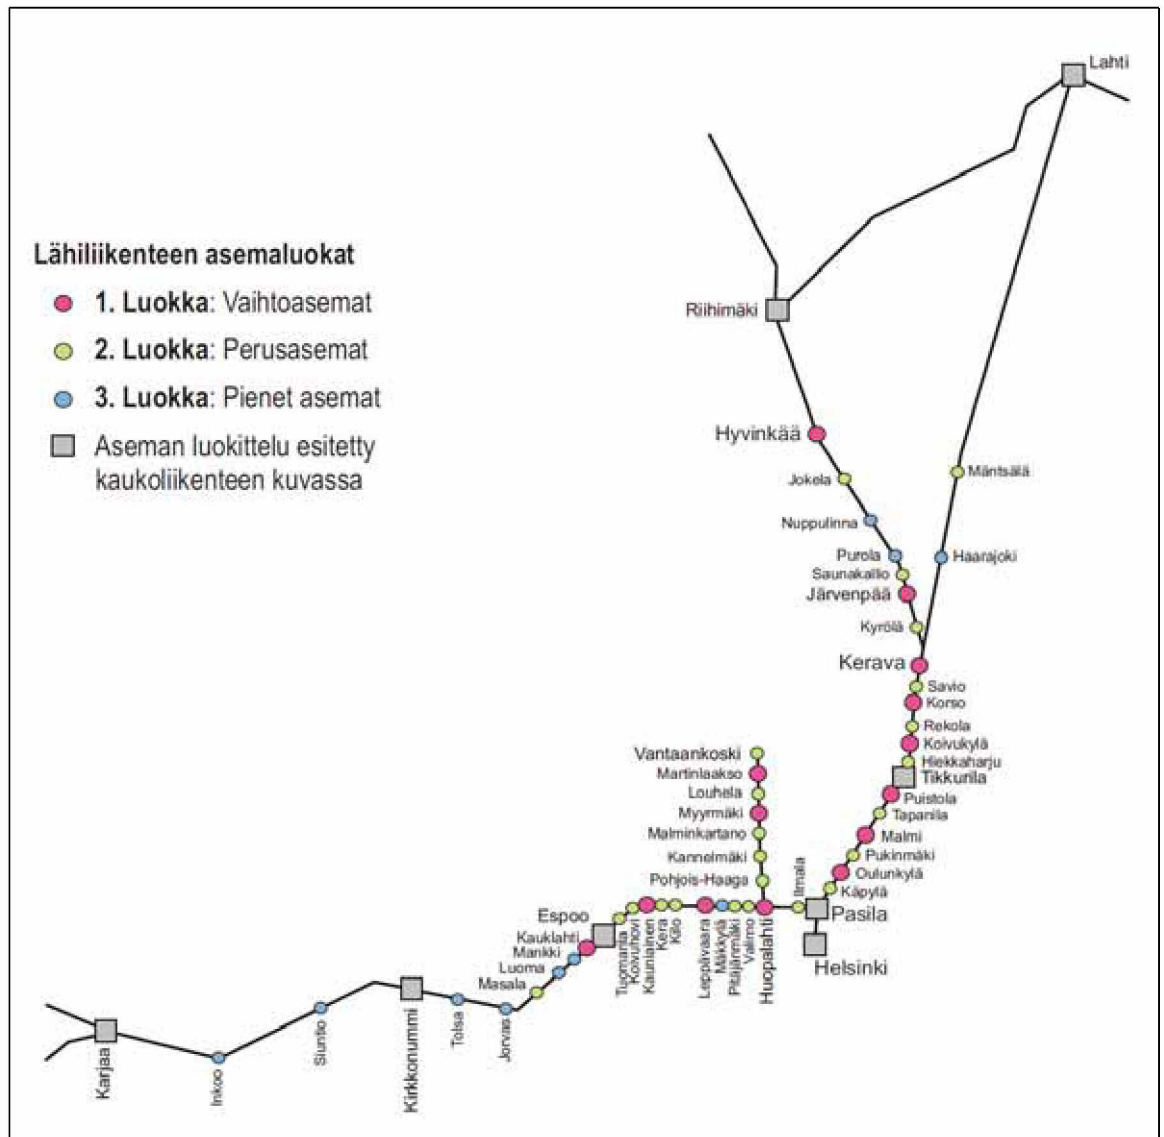 Lahti
Lähiliikenteen asemaluokat
1. Luokka: Vaihtoasemat
2. Luokka: Perusasemat
3. Luokka: Pienet asemat
Aseman luokittelu esitetty
kaukoliikenteen kuvassa
Riihimäki
Hyvinkää
Jokela
Mäntsälä
Nuppulinna
Purola
Haarajoki
Saunakallio
Järvenpää
Kyrölä
Kerava
Savio
Korso
Rekola
Koivukylä
Hiekkaharju
Tikkurila
Puistola
Tapanila
Malmi
Pukinmäki
Oulunkylä
Käpylä
Vantaankoski
Martinlaakso
Louhela
Myyrmäki
Malminkartano
Kannelmäki
Pohjois-Haaga
Ilmala
Pasila
Helsinki
Huopalahti
Valimo
Pitäjänmäki
Mäkkylä
Leppävaara
Kilo
Kera
Kauniainen
Koivuhovi
Tuomarila
Espoo
Kauklahti
Mankki
Luoma
Masala
Jorvas
Tolsa
Kirkkonummi
Siuntio
Inkoo
Karjaa